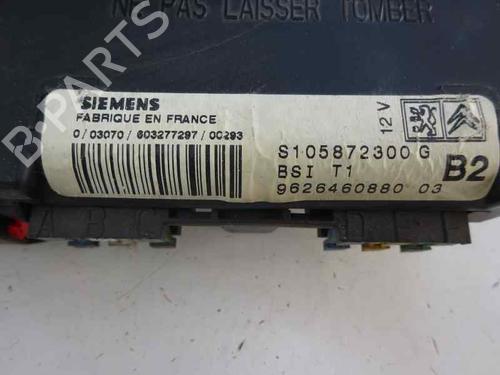 NE PAS LAISSER TOMBER
B-PARTS
SIEMENS
FABRIQUE EN FRANCE
0/03070/603277297/00293
12 V
S105872300 G
BSI T1
9626460880 03
B2
A B C